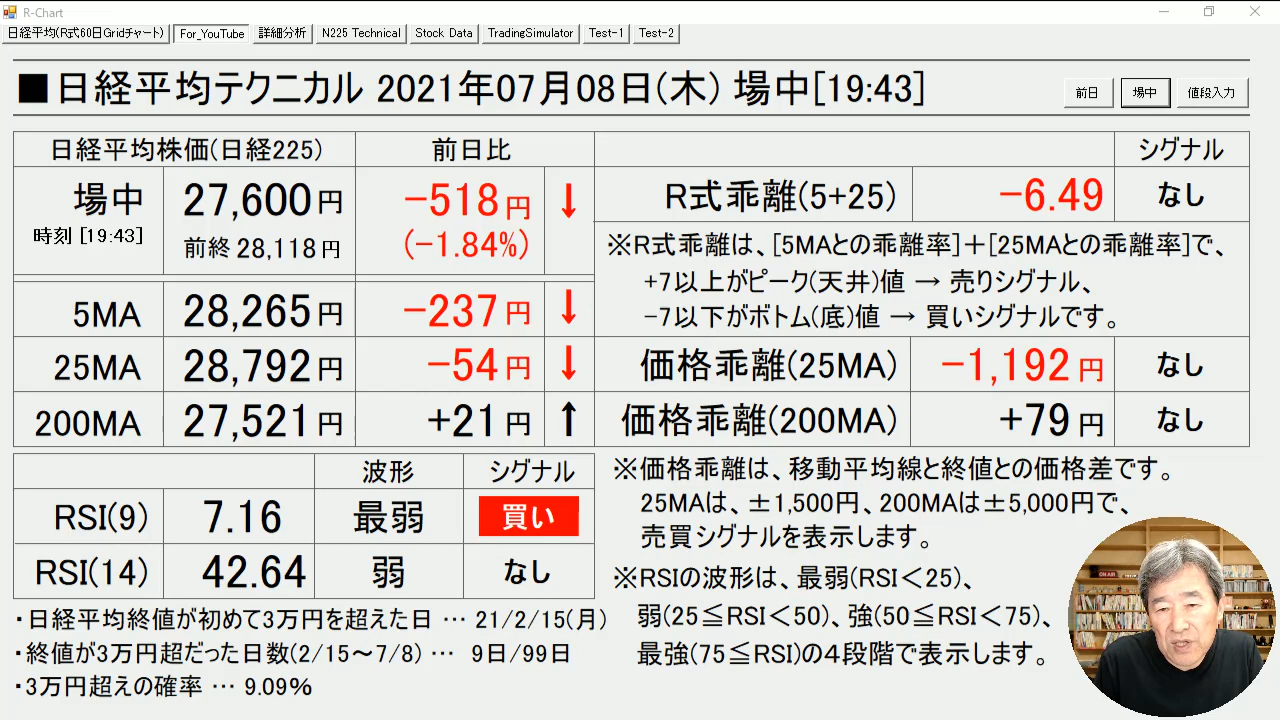 R-Chart
日経平均(R式60日Gridチャート) For_YouTube 詳細分析 N225 Technical Stock Data TradingSimulator Test-1 Test-2
■日経平均テクニカル 2021年07月08日(木) 場中[19:43]
前日 場中 値段入力
日経平均株価(日経225) 前日比
場中 27,600円 -518円 ↓
時刻 [19:43] 前終 28,118円 (-1.84%)
5MA 28,265円 -237円 ↓
25MA 28,792円 -54円 ↓
200MA 27,521円 +21円 ↑
シグナル
R式乖離(5+25) -6.49 なし
※R式乖離は、[5MAとの乖離率]+[25MAとの乖離率]で、
+7以上がピーク(天井)値 → 売りシグナル、
-7以下がボトム(底)値 → 買いシグナルです。
価格乖離(25MA) -1,192円 なし
価格乖離(200MA) +79円 なし
波形 シグナル
RSI(9) 7.16 最弱 買い
RSI(14) 42.64 弱 なし
・日経平均終値が初めて3万円を超えた日 … 21/2/15(月)
・終値が3万円超だった日数(2/15~7/8) … 9日/99日
・3万円超えの確率 … 9.09%
※価格乖離は、移動平均線と終値との価格差です。
25MAは、±1,500円、200MAは±5,000円で、
売買シグナルを表示します。
※RSIの波形は、最弱(RSI<25)、
弱(25≦RSI<50)、強(50≦RSI<75)、
最強(75≦RSI)の4段階で表示します。
ON AIR